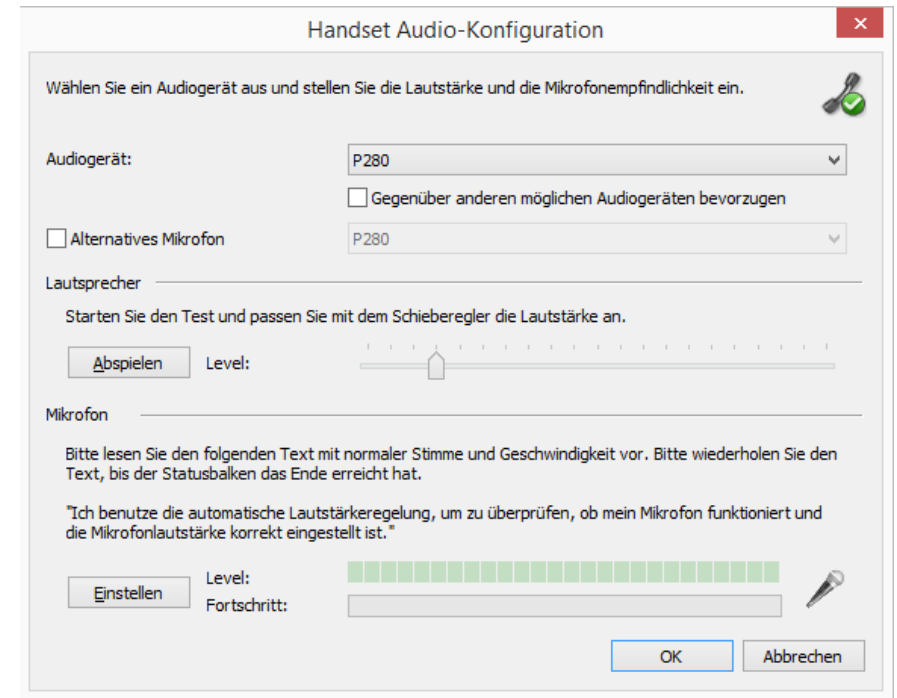 Handset Audio-Konfiguration
Wählen Sie ein Audiogerät aus und stellen Sie die Lautstärke und die Mikrofonempfindlichkeit ein.
Audiogerät:
P280
Gegenüber anderen möglichen Audiogeräten bevorzugen
Alternatives Mikrofon
P280
Lautsprecher
Starten Sie den Test und passen Sie mit dem Schieberegler die Lautstärke an.
Abspielen
Level:
Mikrofon
Bitte lesen Sie den folgenden Text mit normaler Stimme und Geschwindigkeit vor. Bitte wiederholen Sie den
Text, bis der Statusbalken das Ende erreicht hat.
"Ich benutze die automatische Lautstärkeregelung, um zu überprüfen, ob mein Mikrofon funktioniert und
die Mikrofonlautstärke korrekt eingestellt ist."
Einstellen
Level:
Fortschritt:
OK
Abbrechen